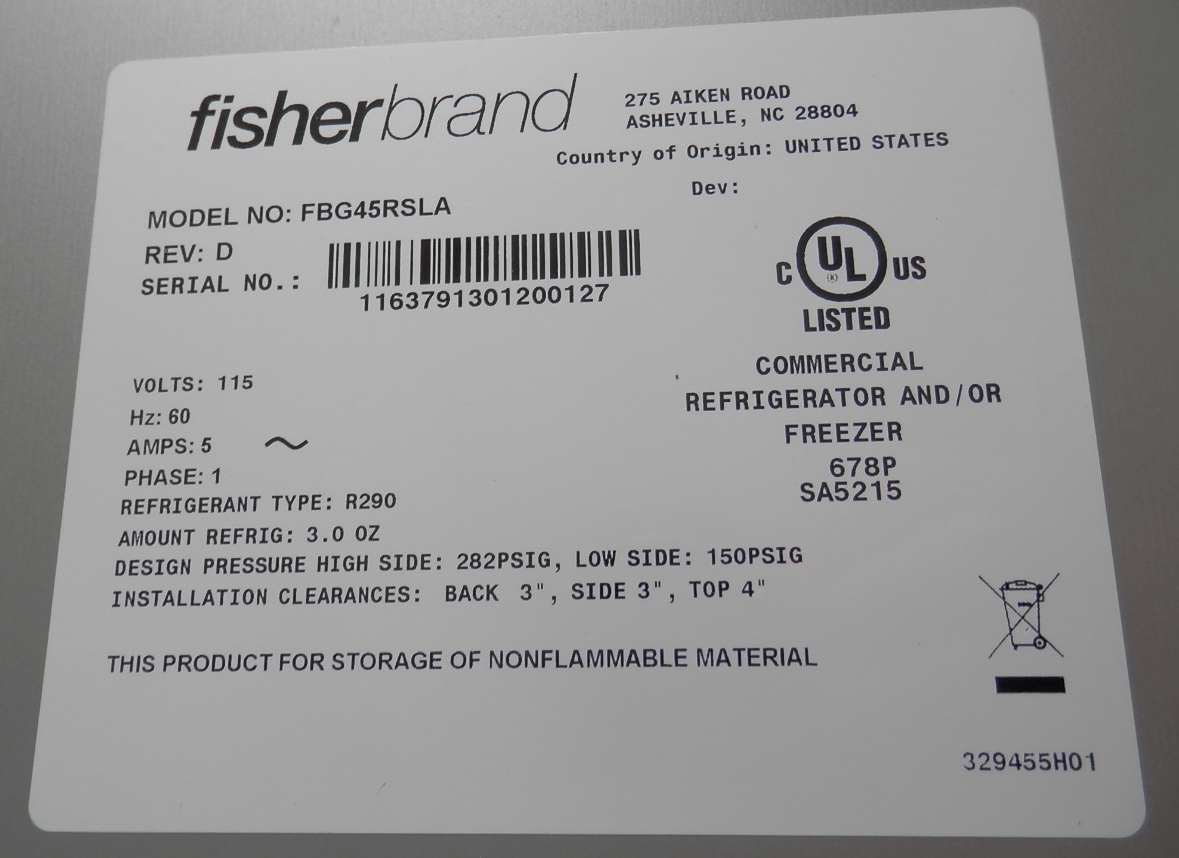 fisherbrand
275 AIKEN ROAD
ASHEVILLE, NC 28804
Country of Origin: UNITED STATES
Dev:
MODEL NO: FBG45RSLA
REV: D
SERIAL NO.:
1163791301200127
C UL US
(R)
LISTED
COMMERCIAL
REFRIGERATOR AND/OR
FREEZER
678P
SA5215
VOLTS: 115
Hz: 60
AMPS: 5 ~
PHASE: 1
REFRIGERANT TYPE: R290
AMOUNT REFRIG: 3.0 OZ
DESIGN PRESSURE HIGH SIDE: 282PSIG, LOW SIDE: 150PSIG
INSTALLATION CLEARANCES: BACK 3", SIDE 3", TOP 4"
THIS PRODUCT FOR STORAGE OF NONFLAMMABLE MATERIAL
329455H01